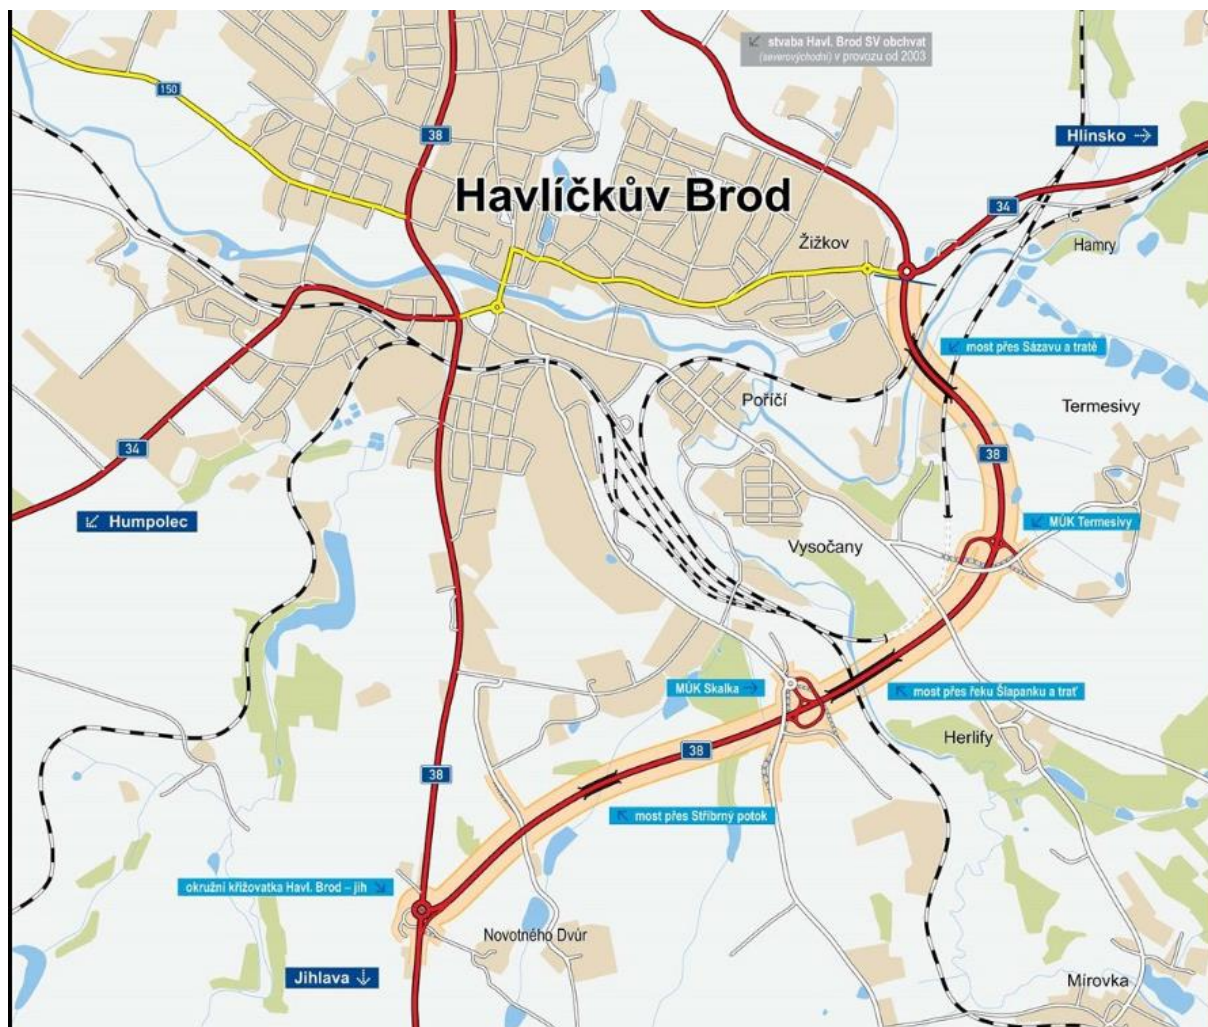 stvaba Havl. Brod SV obchvat
(severovýchodní) v provozu od 2003
150
38
Hlinsko
Havlíčkův Brod
34
Žižkov
Hamry
most přes Sázavu a tratě
Poříčí
Termesivy
34
38
Humpolec
MÚK Termesivy
Vysočany
MÚK Skalka
most přes řeku Šlapanku a trať
Herlify
38
38
most přes Stříbrný potok
okružní křižovatka Havl. Brod – jih
Novotného Dvůr
Jihlava
Mírovka